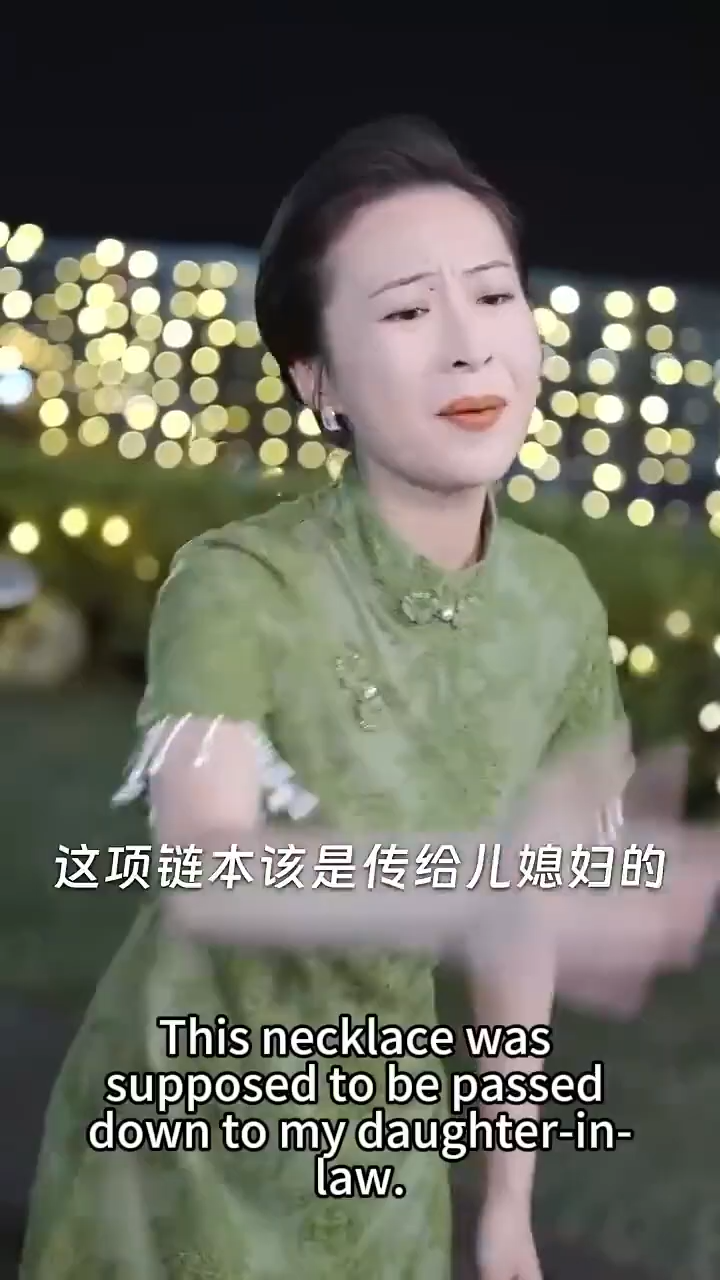 这项链本该是传给儿媳妇的
This necklace was
supposed to be passed
down to my daughter-in-
law.